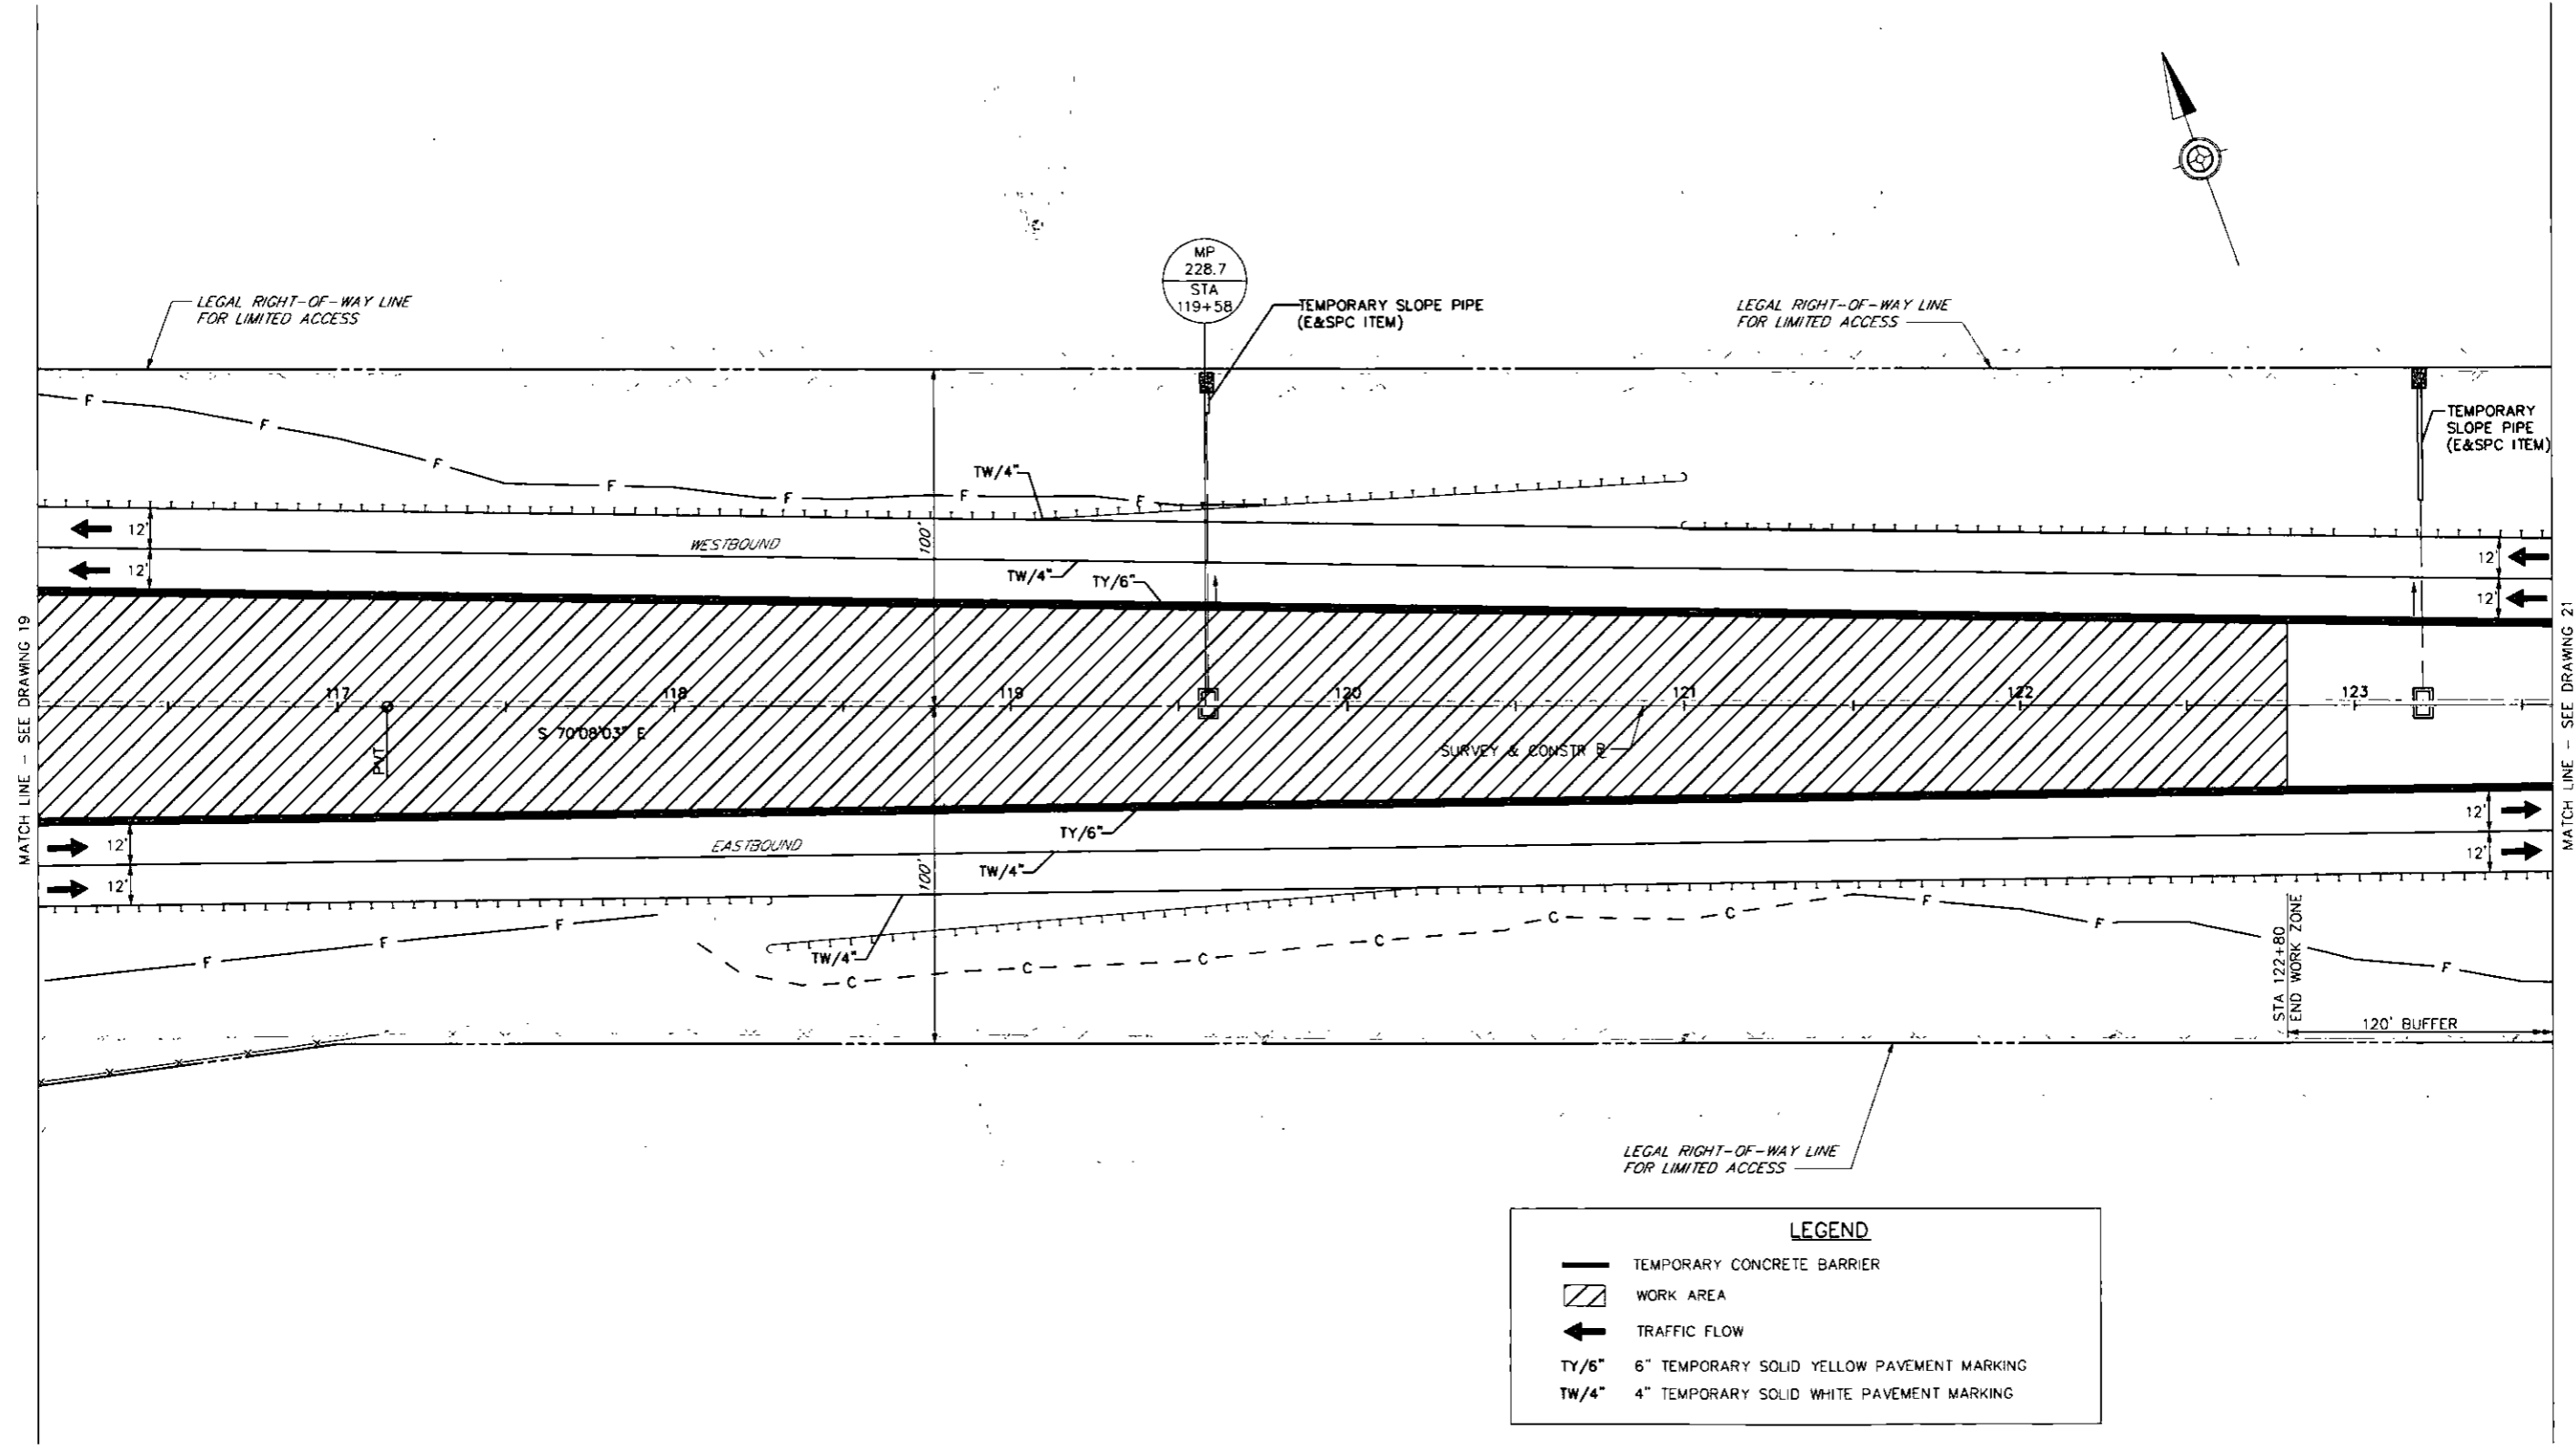 MP
228.7
STA
119+58
LEGAL RIGHT-OF-WAY LINE
FOR LIMITED ACCESS
TEMPORARY SLOPE PIPE
(E&SPC ITEM)
LEGAL RIGHT-OF-WAY LINE
FOR LIMITED ACCESS
TEMPORARY
SLOPE PIPE
(E&SPC ITEM)
F F F F F F F
TW/4"
12'
WESTBOUND
100'
12'
12'
TW/4"
TY/6"
12'
MATCH LINE - SEE DRAWING 19
MATCH LINE - SEE DRAWING 21
117 118 119 120 121 122 123
PVT
S 70°08'03" E
SURVEY & CONSTR B
12'
EASTBOUND
TY/6"
12'
12'
TW/4"
100'
12'
F F F
TW/4"
C C C C C C
F F F
STA 122+80
END WORK ZONE
120' BUFFER
LEGAL RIGHT-OF-WAY LINE
FOR LIMITED ACCESS
LEGEND
TEMPORARY CONCRETE BARRIER
WORK AREA
TRAFFIC FLOW
TY/6" 6" TEMPORARY SOLID YELLOW PAVEMENT MARKING
TW/4" 4" TEMPORARY SOLID WHITE PAVEMENT MARKING